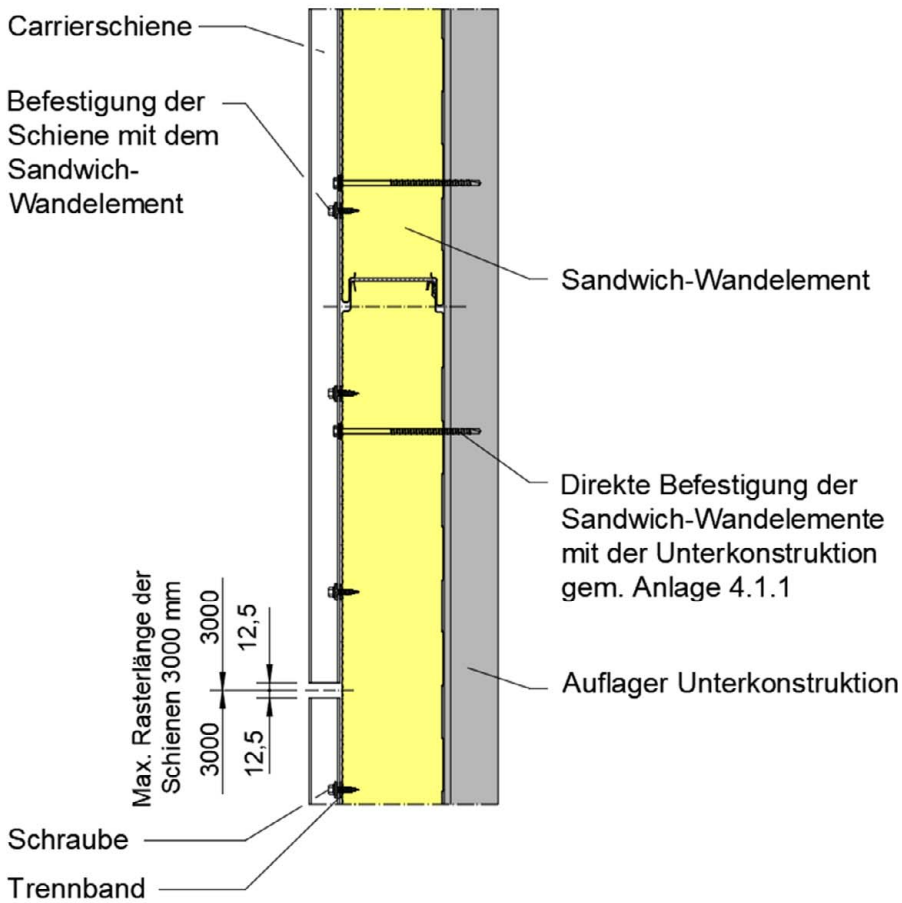 Carrierschiene
Befestigung der
Schiene mit dem
Sandwich-
Wandelement
Sandwich-Wandelement
Direkte Befestigung der
Sandwich-Wandelemente
mit der Unterkonstruktion
gem. Anlage 4.1.1
Max. Rasterlänge der
Schienen 3000 mm
3000
3000
12,5
12,5
Auflager Unterkonstruktion
Schraube
Trennband